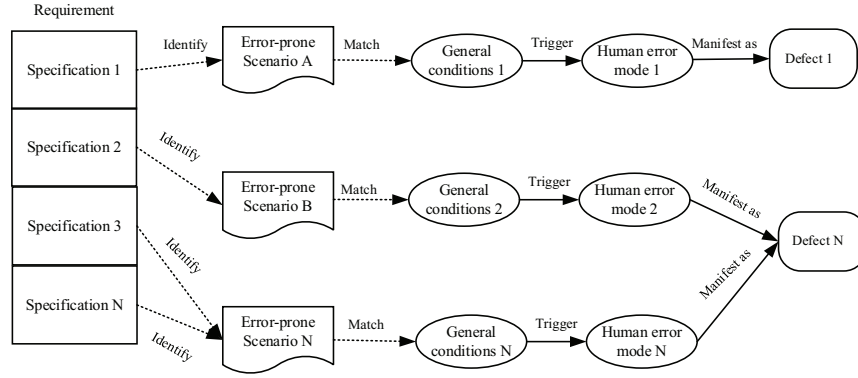 Requirement
Specification 1
Identify
Error-prone
Scenario A
Match
General
conditions 1
Trigger
Human error
mode 1
Manifest as
Defect 1
Specification 2
Identify
Error-prone
Scenario B
Match
General
conditions 2
Trigger
Human error
mode 2
Manifest as
Specification 3
Identify
Defect N
Manifest as
Specification N
Identify
Error-prone
Scenario N
Match
General
conditions N
Trigger
Human error
mode N